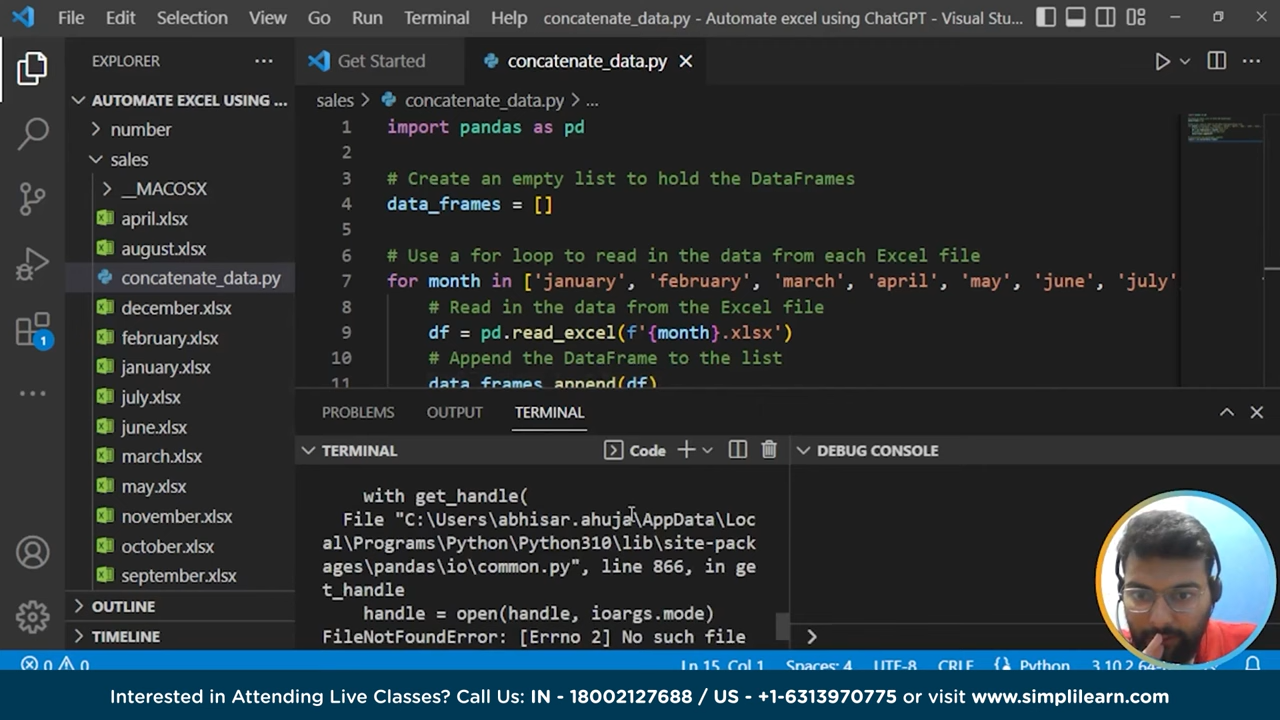 File Edit Selection View Go Run Terminal Help concatenate_data.py - Automate excel using ChatGPT - Visual Stu...
EXPLORER
AUTOMATE EXCEL USING ...
number
sales
__MACOSX
april.xlsx
august.xlsx
concatenate_data.py
december.xlsx
february.xlsx
january.xlsx
july.xlsx
june.xlsx
march.xlsx
may.xlsx
november.xlsx
october.xlsx
september.xlsx
OUTLINE
TIMELINE
1
Get Started concatenate_data.py
sales > concatenate_data.py > ...
1 import pandas as pd
2
3 # Create an empty list to hold the DataFrames
4 data_frames = []
5
6 # Use a for loop to read in the data from each Excel file
7 for month in ['january', 'february', 'march', 'april', 'may', 'june', 'july'
8 # Read in the data from the Excel file
9 df = pd.read_excel(f'{month}.xlsx')
10 # Append the DataFrame to the list
11 data_frames.append(df)
PROBLEMS OUTPUT TERMINAL
TERMINAL Code
with get_handle(
File "C:\Users\abhisar.ahuja\AppData\Loc
al\Programs\Python\Python310\lib\site-pack
ages\pandas\io\common.py", line 866, in ge
t_handle
handle = open(handle, ioargs.mode)
FileNotFoundError: [Errno 2] No such file
DEBUG CONSOLE
0 0 Ln 15, Col 1 Spaces: 4 UTF-8 CRLF Python
Interested in Attending Live Classes? Call Us: IN - 18002127688 / US - +1-6313970775 or visit www.simplilearn.com